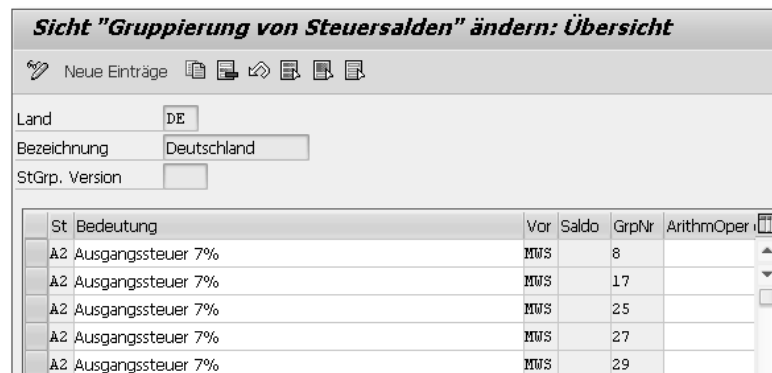 Sicht "Gruppierung von Steuersalden" ändern: Übersicht
Neue Einträge
Land DE
Bezeichnung Deutschland
StGrp. Version
St Bedeutung Vor Saldo GrpNr ArithmOper
A2 Ausgangssteuer 7% MWS 8
A2 Ausgangssteuer 7% MWS 17
A2 Ausgangssteuer 7% MWS 25
A2 Ausgangssteuer 7% MWS 27
A2 Ausgangssteuer 7% MWS 29